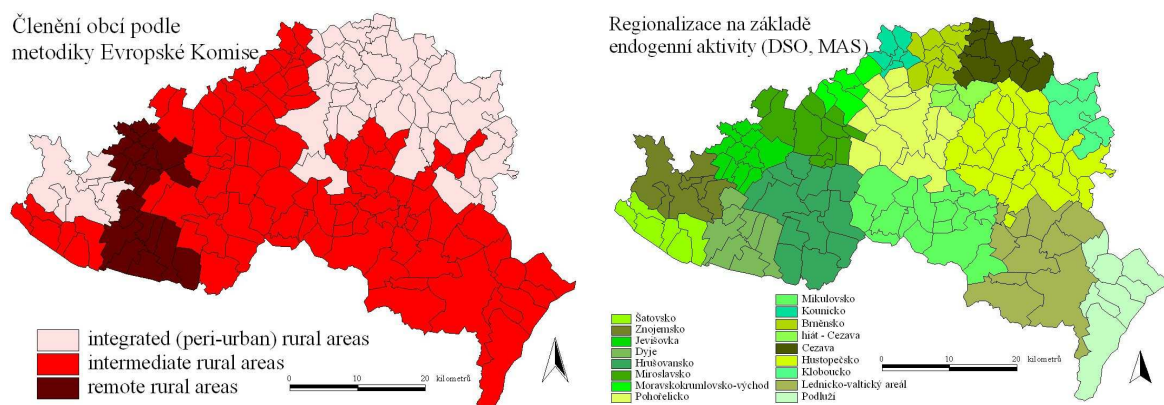 Členění obcí podle
metodiky Evropské Komise
integrated (peri-urban) rural areas
intermediate rural areas
remote rural areas
0 10 20
kilometrů
Regionalizace na základě
endogenní aktivity (DSO, MAS)
Šatovsko
Znojemsko
Jevišovka
Dyje
Hrušovansko
Miroslavsko
Moravskokrumlovsko-východ
Pohořelicko
Mikulovsko
Kounicko
Brněnsko
hiát - Cezava
Cezava
Hustopečsko
Kloboucko
Lednicko-valtický areál
Podluží
0 10 20
kilometrů